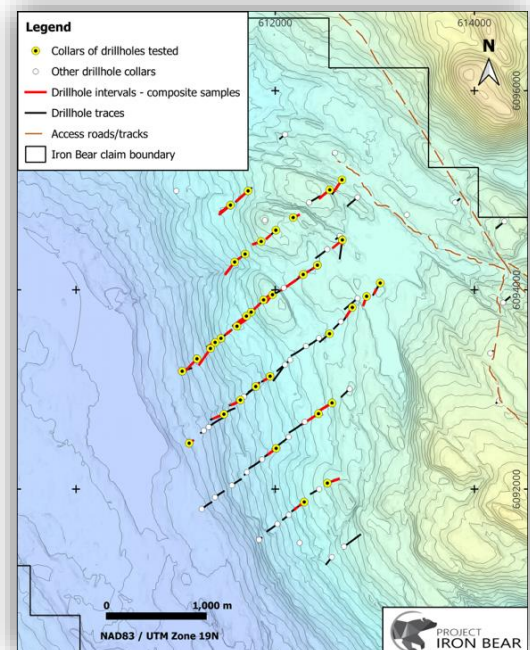 612000
614000
Legend
Collars of drillholes tested
Other drillhole collars
Drillhole intervals - composite samples
Drillhole traces
Access roads/tracks
Iron Bear claim boundary
N
6096000
6094000
6092000
0 1,000 m
NAD83 / UTM Zone 19N
PROJECT
IRON BEAR